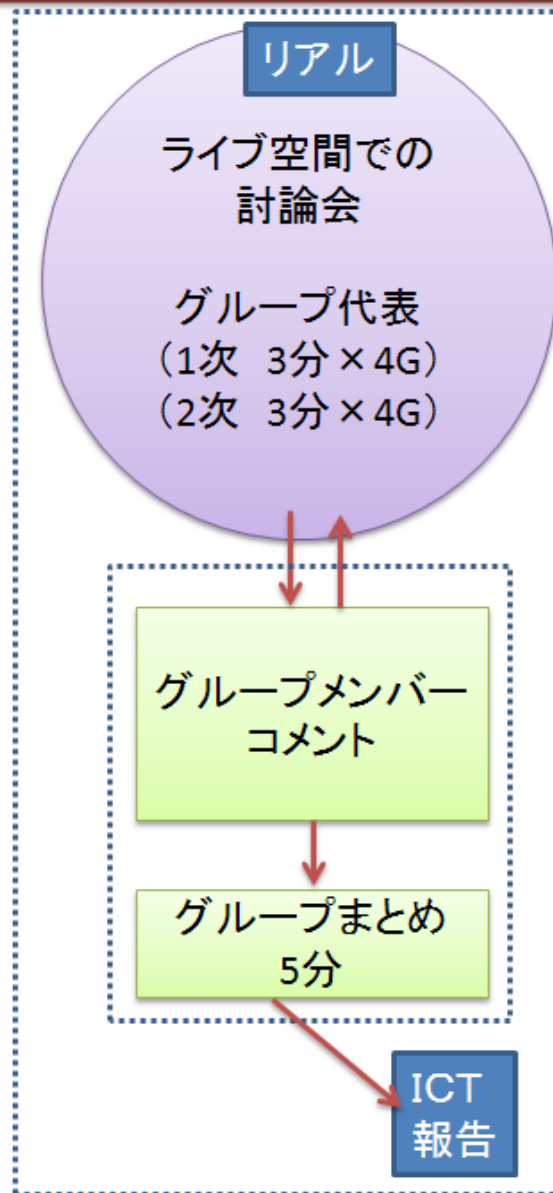 リアル
ライブ空間での
討論会
グループ代表
（1次　3分×4G）
（2次　3分×4G）
グループメンバー
コメント
グループまとめ
5分
ICT
報告